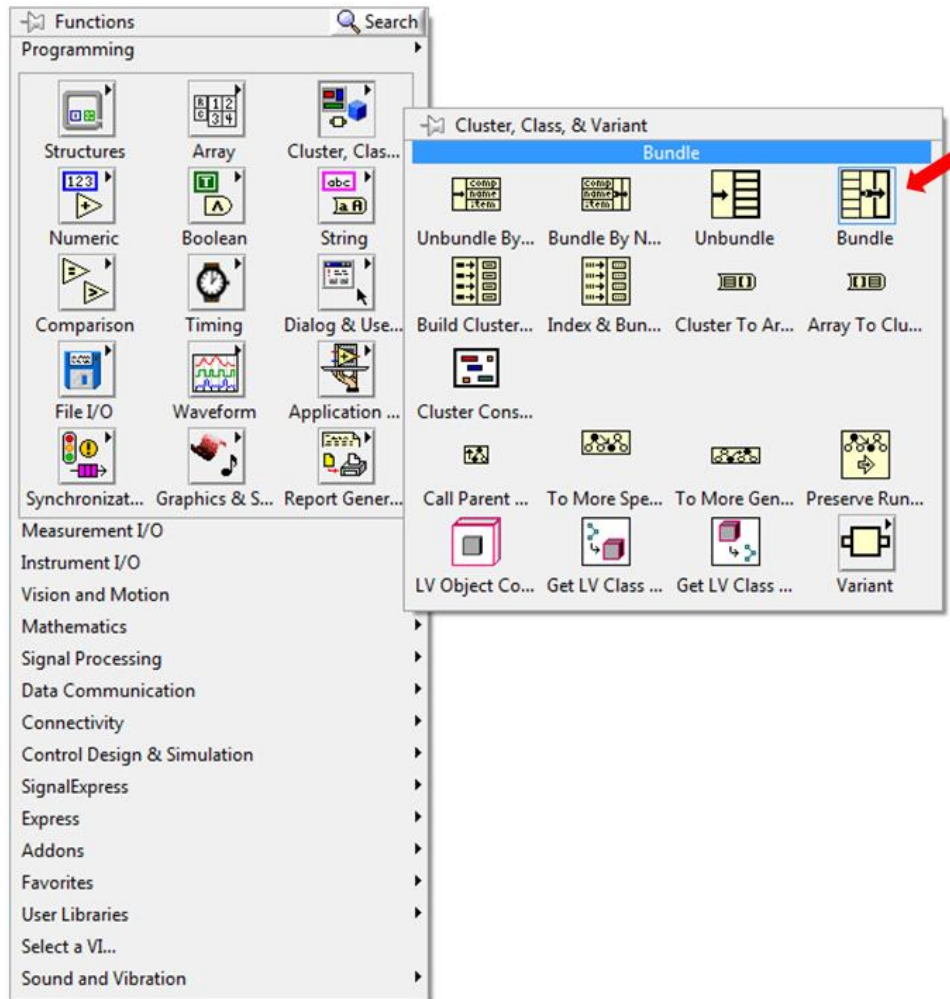 Functions
Search
Programming
Structures
Array
Cluster, Clas...
Numeric
Boolean
String
Comparison
Timing
Dialog & Use...
File I/O
Waveform
Application ...
Synchronizat...
Graphics & S...
Report Gener...
Measurement I/O
Instrument I/O
Vision and Motion
Mathematics
Signal Processing
Data Communication
Connectivity
Control Design & Simulation
SignalExpress
Express
Addons
Favorites
User Libraries
Select a VI...
Sound and Vibration
Cluster, Class, & Variant
Bundle
Unbundle By...
Bundle By N...
Unbundle
Bundle
Build Cluster...
Index & Bun...
Cluster To Ar...
Array To Clu...
Cluster Cons...
Call Parent ...
To More Spe...
To More Gen...
Preserve Run...
LV Object Co...
Get LV Class ...
Get LV Class ...
Variant